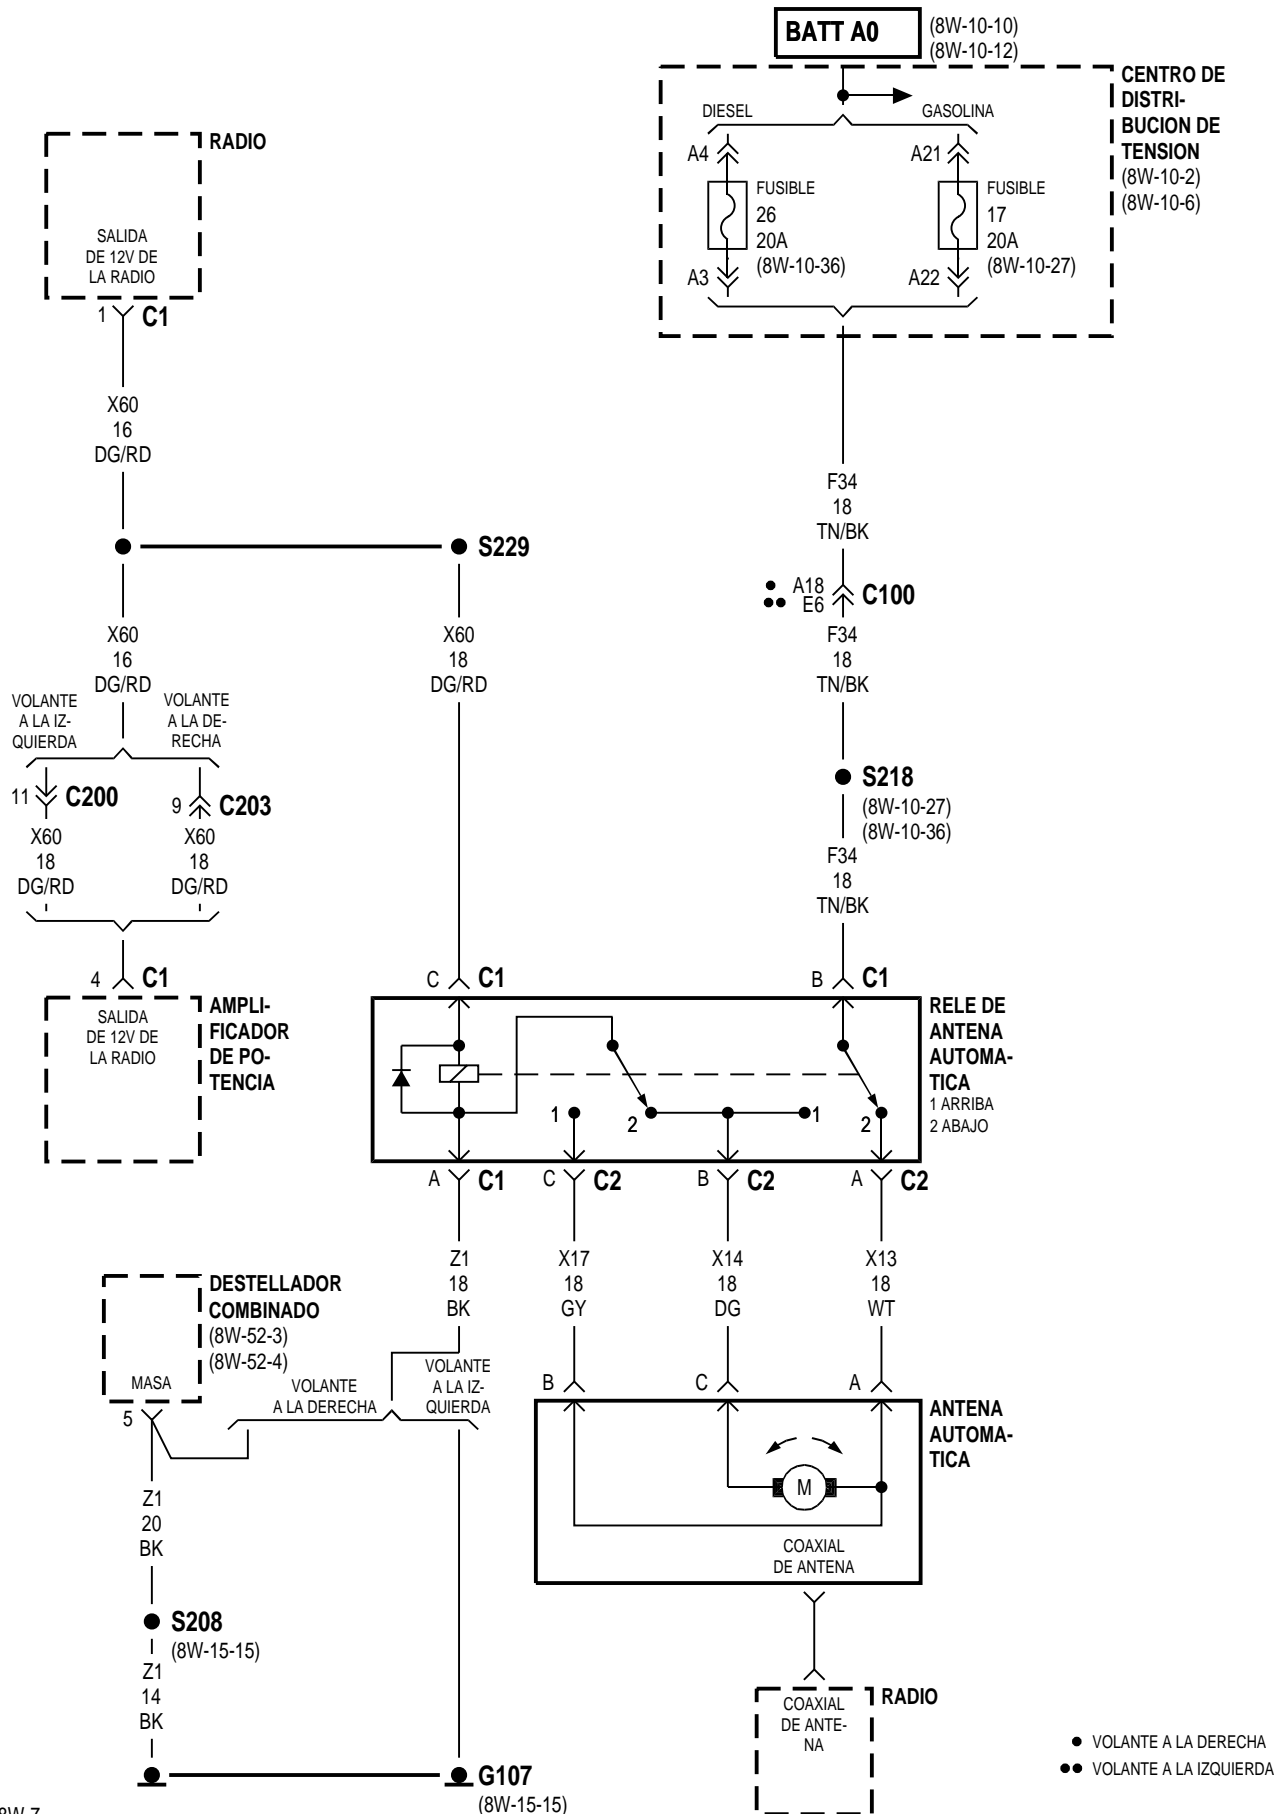 BATT A0
(8W-10-10)
(8W-10-12)
CENTRO DE
DISTRI-
BUCION DE
TENSION
(8W-10-2)
(8W-10-6)
DIESEL
GASOLINA
A4
A21
FUSIBLE
26
20A
(8W-10-36)
FUSIBLE
17
20A
(8W-10-27)
A3
A22
RADIO
SALIDA
DE 12V DE
LA RADIO
1
C1
X60
16
DG/RD
S229
F34
18
TN/BK
A18
E6
C100
F34
18
TN/BK
X60
16
DG/RD
X60
18
DG/RD
VOLANTE
A LA IZ-
QUIERDA
VOLANTE
A LA DE-
RECHA
11
C200
9
C203
X60
18
DG/RD
X60
18
DG/RD
S218
(8W-10-27)
(8W-10-36)
F34
18
TN/BK
4
C1
C
C1
B
C1
SALIDA
DE 12V DE
LA RADIO
AMPLI-
FICADOR
DE PO-
TENCIA
RELE DE
ANTENA
AUTOMA-
TICA
1 ARRIBA
2 ABAJO
1
2
1
2
A
C1
C
C2
B
C2
A
C2
Z1
18
BK
X17
18
GY
X14
18
DG
X13
18
WT
DESTELLADOR
COMBINADO
(8W-52-3)
(8W-52-4)
MASA
5
VOLANTE
A LA DERECHA
VOLANTE
A LA IZ-
QUIERDA
B
C
A
ANTENA
AUTOMA-
TICA
M
COAXIAL
DE ANTENA
Z1
20
BK
S208
(8W-15-15)
Z1
14
BK
G107
(8W-15-15)
RADIO
COAXIAL
DE ANTE-
NA
VOLANTE A LA DERECHA
VOLANTE A LA IZQUIERDA